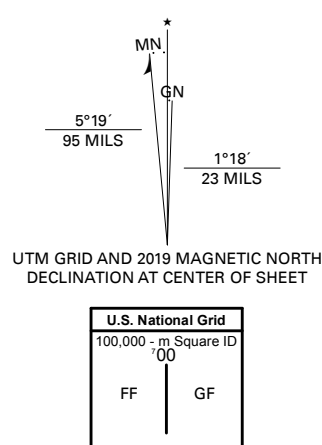 ★
MN
GN
5°19´
95 MILS
1°18´
23 MILS
UTM GRID AND 2019 MAGNETIC NORTH
DECLINATION AT CENTER OF SHEET
U.S. National Grid
100,000 - m Square ID
⁷00
FF GF